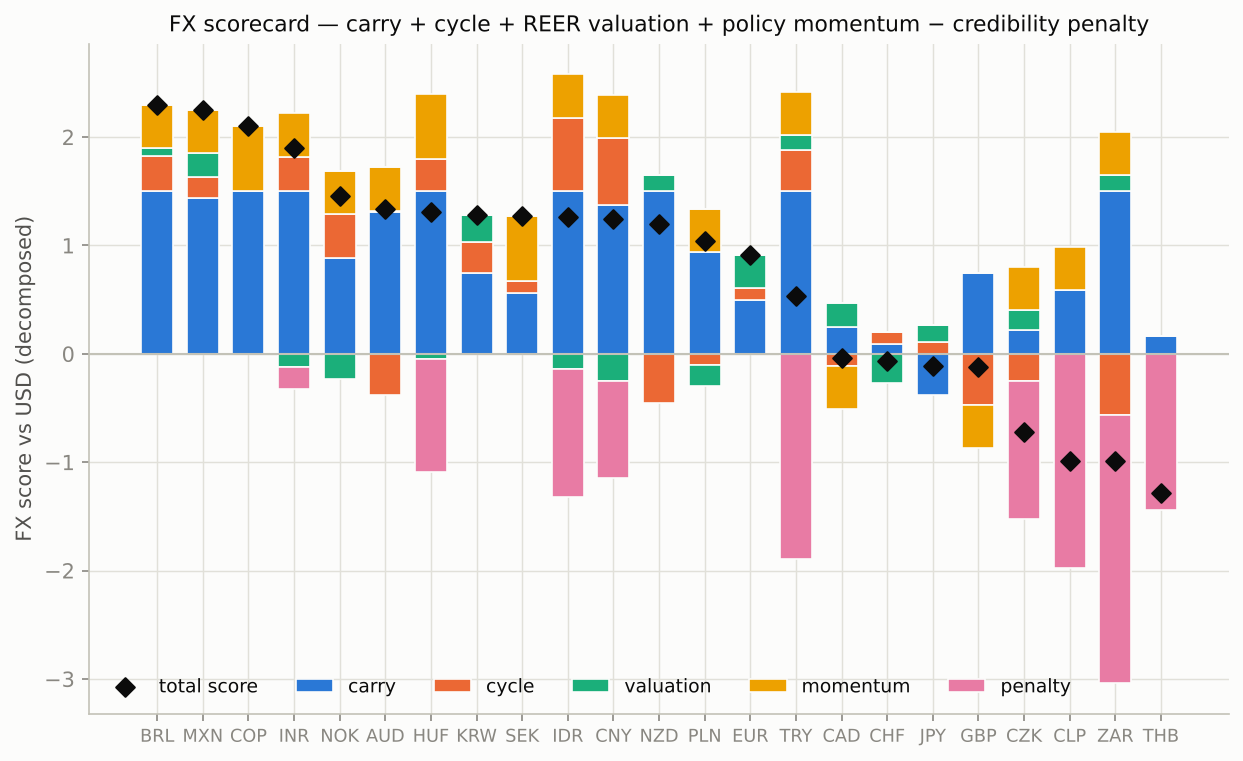 FX scorecard — carry + cycle + REER valuation + policy momentum − credibility penalty
FX score vs USD (decomposed)
2
1
0
−1
−2
−3
total score carry cycle valuation momentum penalty
BRL MXN COP INR NOK AUD HUF KRW SEK IDR CNY NZD PLN EUR TRY CAD CHF JPY GBP CZK CLP ZAR THB